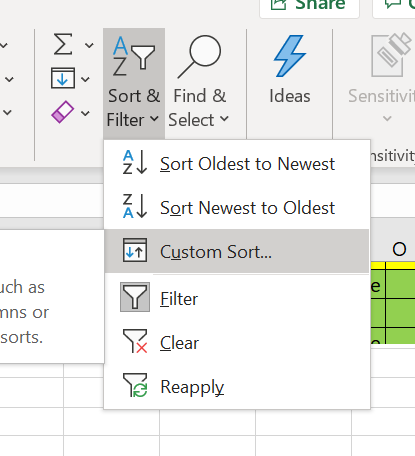 Share
Sort & Filter
Find & Select
Ideas
Sensitivity
Sort Oldest to Newest
Sort Newest to Oldest
Custom Sort...
O
uch as
mns or
sorts.
e
Filter
Clear
Reapply